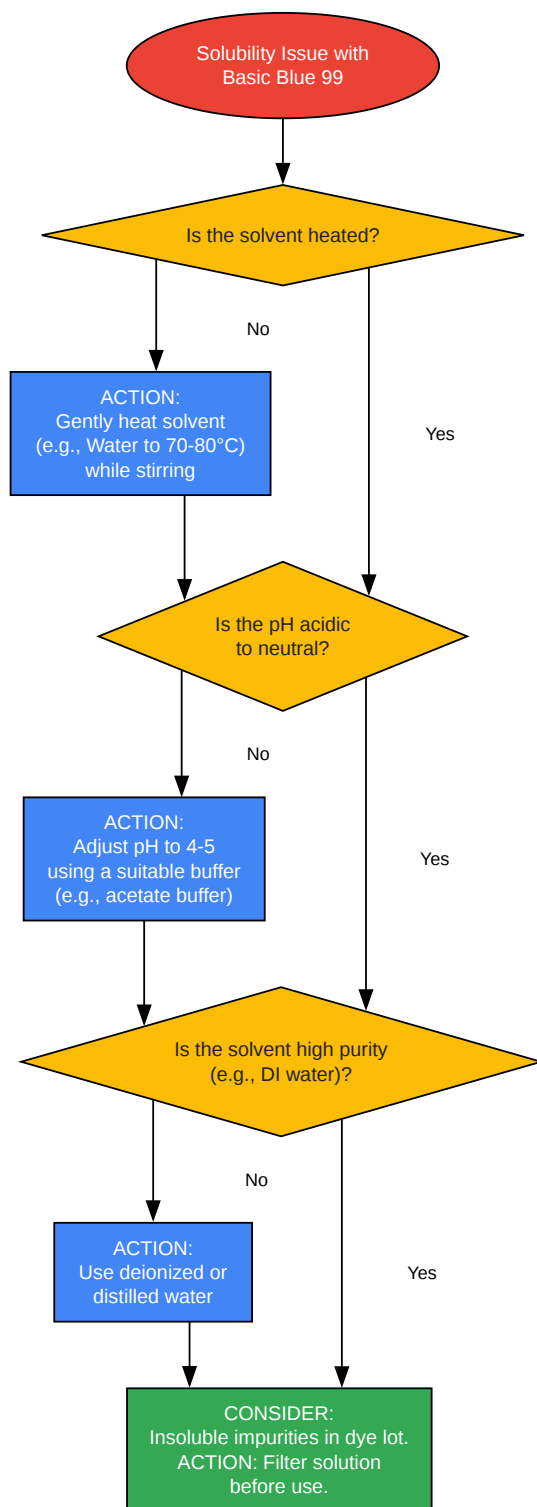 Solubility Issue with
Basic Blue 99
Is the solvent heated?
No
ACTION:
Gently heat solvent
(e.g., Water to 70-80°C)
while stirring
Yes
Is the pH acidic
to neutral?
No
ACTION:
Adjust pH to 4-5
using a suitable buffer
(e.g., acetate buffer)
Yes
Is the solvent high purity
(e.g., DI water)?
No
ACTION:
Use deionized or
distilled water
Yes
CONSIDER:
Insoluble impurities in dye lot.
ACTION: Filter solution
before use.